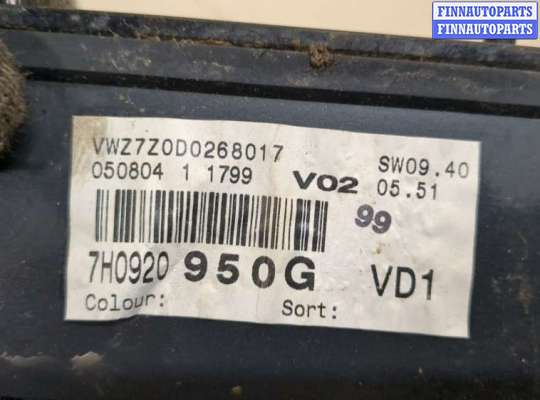 FINNAUTOPARTS
FINNAUTOPARTS
VWZ7Z0D0268017
SW09.40
050804 1 1799
V02
05.51
99
7H0920 950G
VD1
Colour:
Sort: